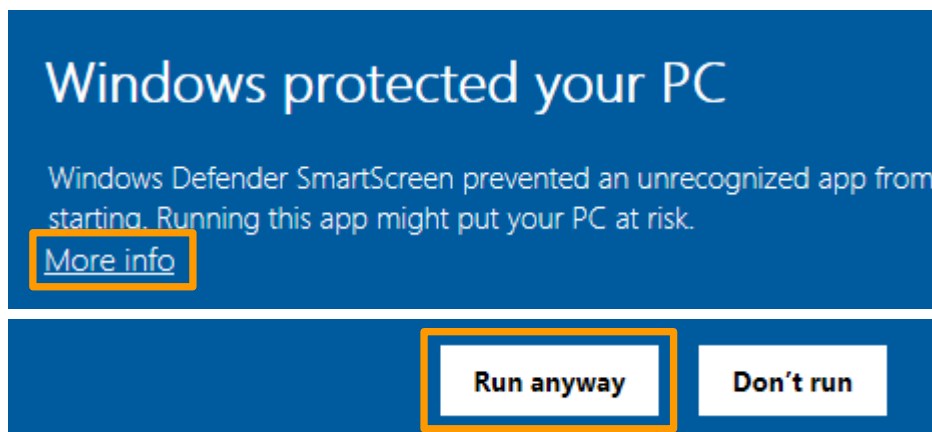 Windows protected your PC
Windows Defender SmartScreen prevented an unrecognized app from
starting. Running this app might put your PC at risk.
More info
Run anyway Don’t run